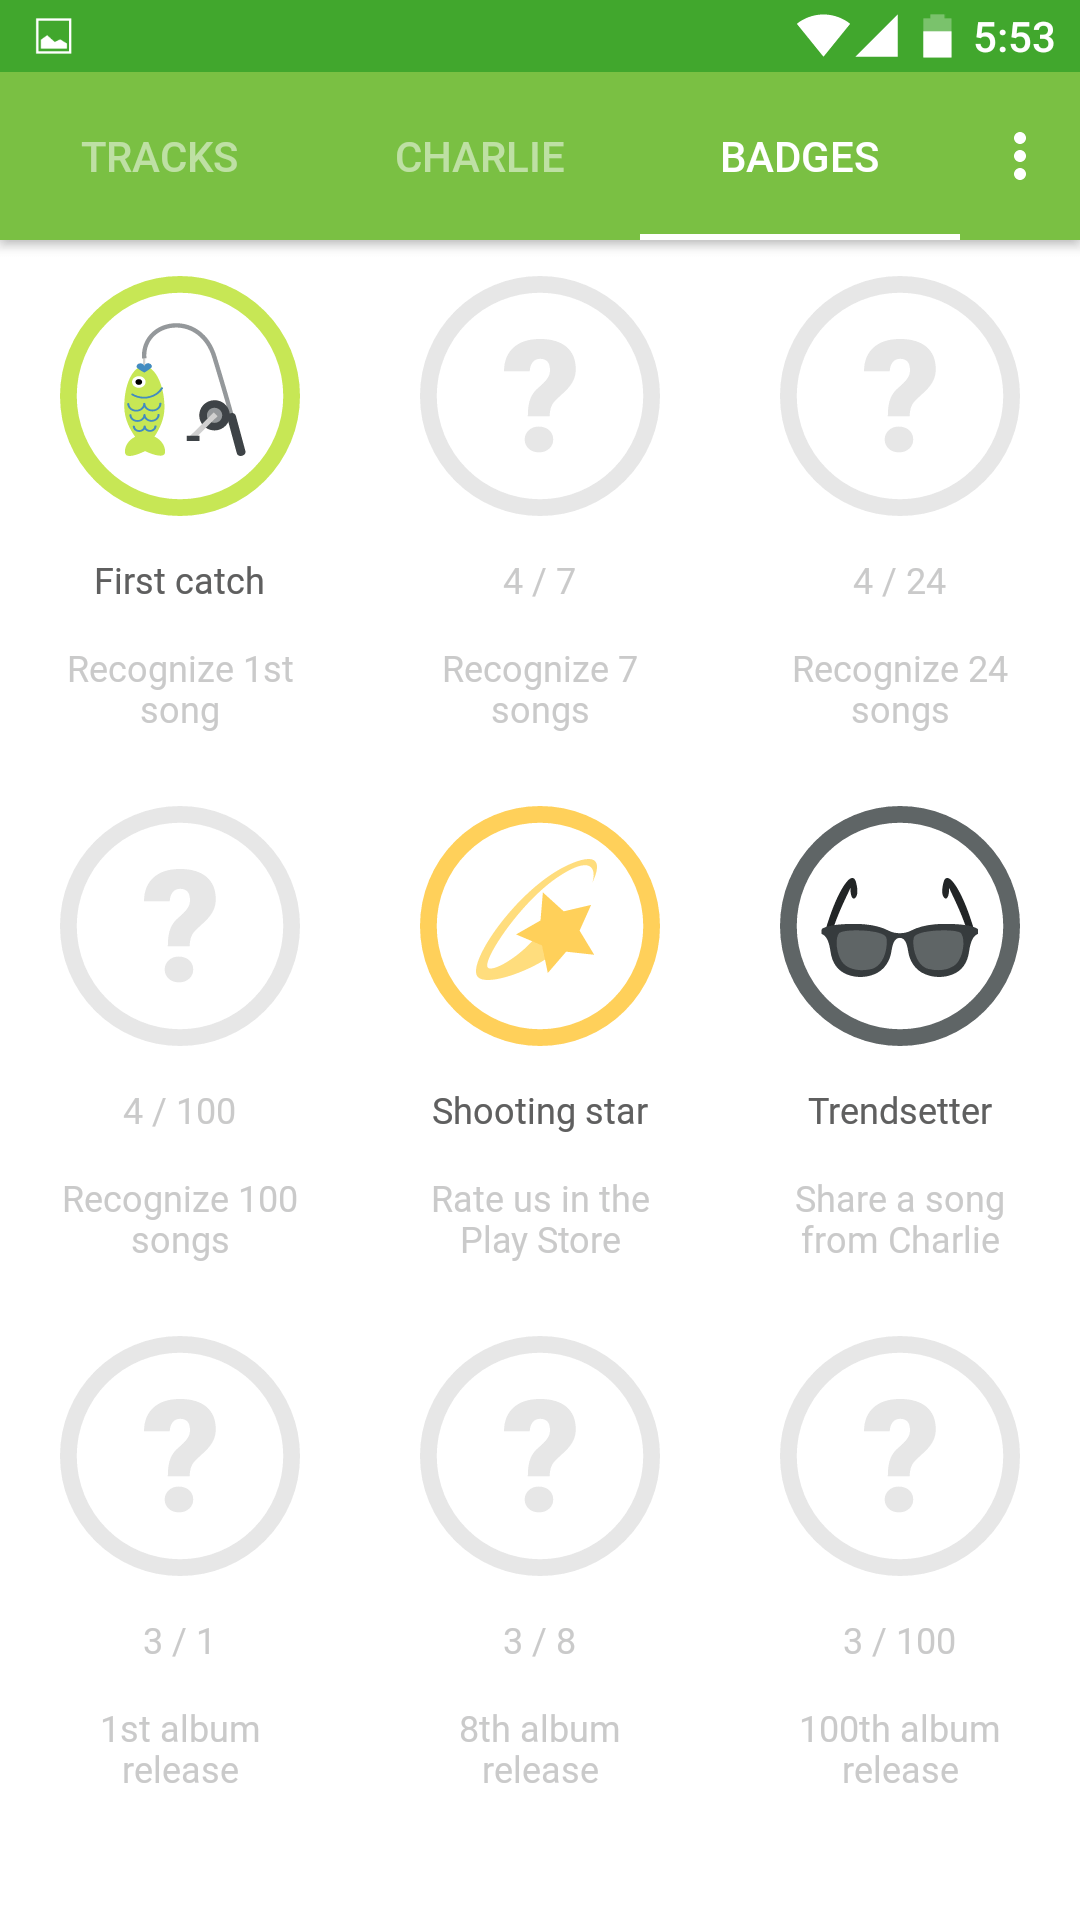 5:53
TRACKS CHARLIE BADGES
? ?
First catch 4 / 7 4 / 24
Recognize 1st Recognize 7 Recognize 24
song songs songs
?
4 / 100 Shooting star Trendsetter
Recognize 100 Rate us in the Share a song
songs Play Store from Charlie
? ? ?
3 / 1 3 / 8 3 / 100
1st album 8th album 100th album
release release release